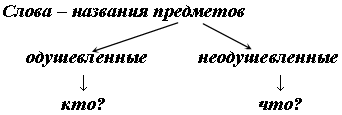 Слова – названия предметов
одушевленные неодушевленные
кто? что?